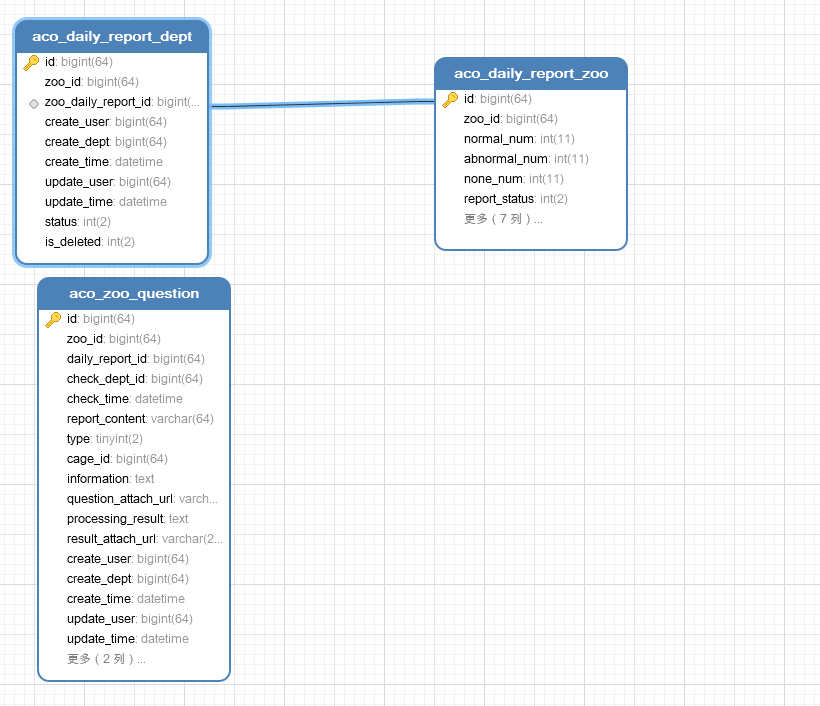 aco_daily_report_dept
id: bigint(64)
zoo_id: bigint(64)
zoo_daily_report_id: bigint(...
create_user: bigint(64)
create_dept: bigint(64)
create_time: datetime
update_user: bigint(64)
update_time: datetime
status: int(2)
is_deleted: int(2)
aco_daily_report_zoo
id: bigint(64)
zoo_id: bigint(64)
normal_num: int(11)
abnormal_num: int(11)
none_num: int(11)
report_status: int(2)
更多（7 列）...
aco_zoo_question
id: bigint(64)
zoo_id: bigint(64)
daily_report_id: bigint(64)
check_dept_id: bigint(64)
check_time: datetime
report_content: varchar(64)
type: tinyint(2)
cage_id: bigint(64)
information: text
question_attach_url: varch...
processing_result: text
result_attach_url: varchar(2...
create_user: bigint(64)
create_dept: bigint(64)
create_time: datetime
update_user: bigint(64)
update_time: datetime
更多（2 列）...